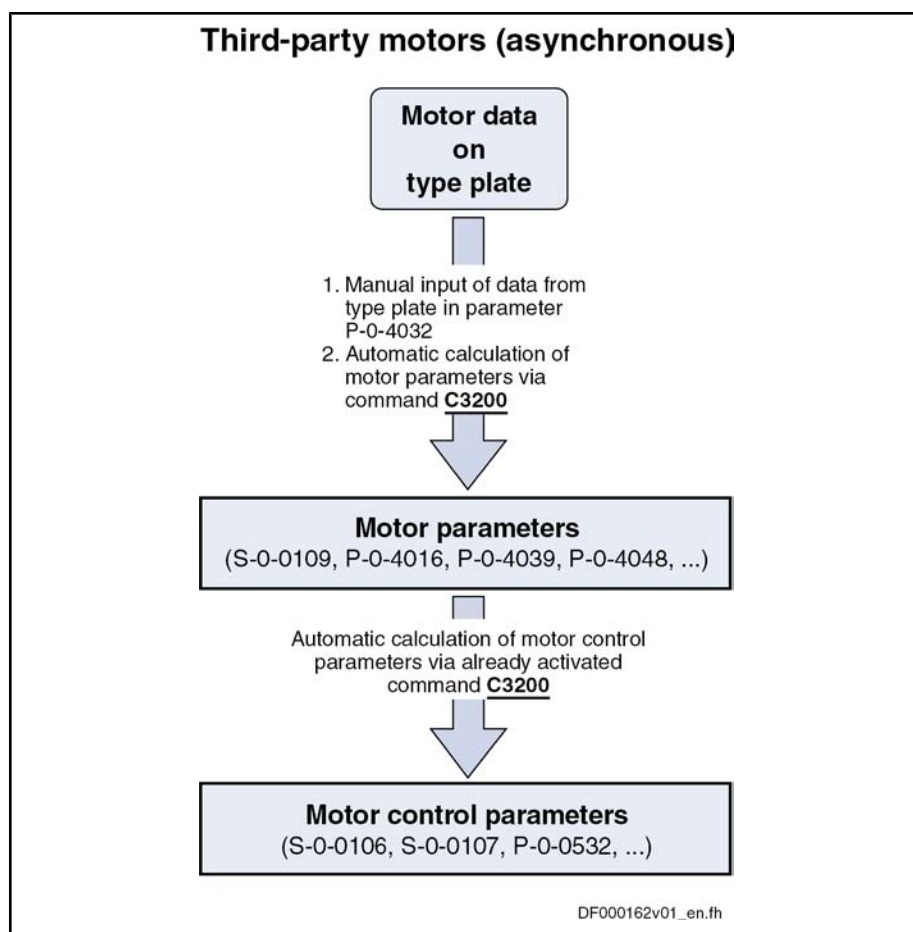 Third-party motors (asynchronous)
Motor data
on
type plate
1. Manual input of data from
type plate in parameter
P-0-4032
2. Automatic calculation of
motor parameters via
command C3200
Motor parameters
(S-0-0109, P-0-4016, P-0-4039, P-0-4048, ...)
Automatic calculation of motor control
parameters via already activated
command C3200
Motor control parameters
(S-0-0106, S-0-0107, P-0-0532, ...)
DF000162v01_en.fh